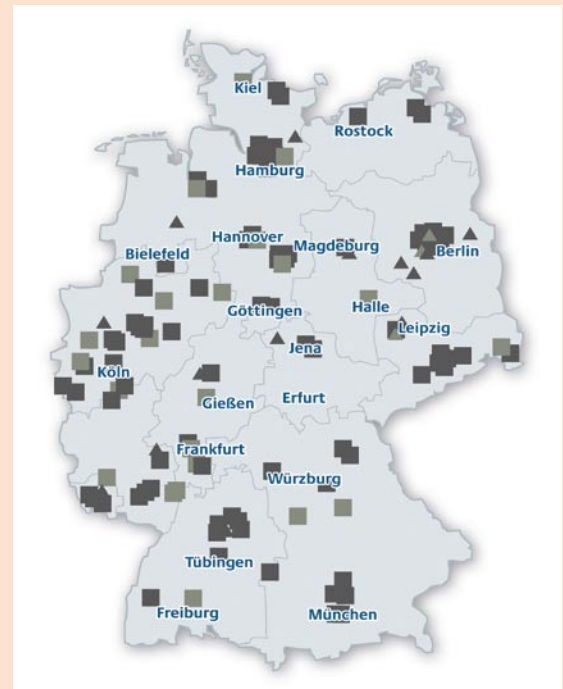 Kiel
Rostock
Hamburg
Hannover
Magdeburg
Berlin
Bielefeld
Göttingen
Halle
Leipzig
Jena
Köln
Gießen
Erfurt
Frankfurt
Würzburg
Tübingen
Freiburg
München